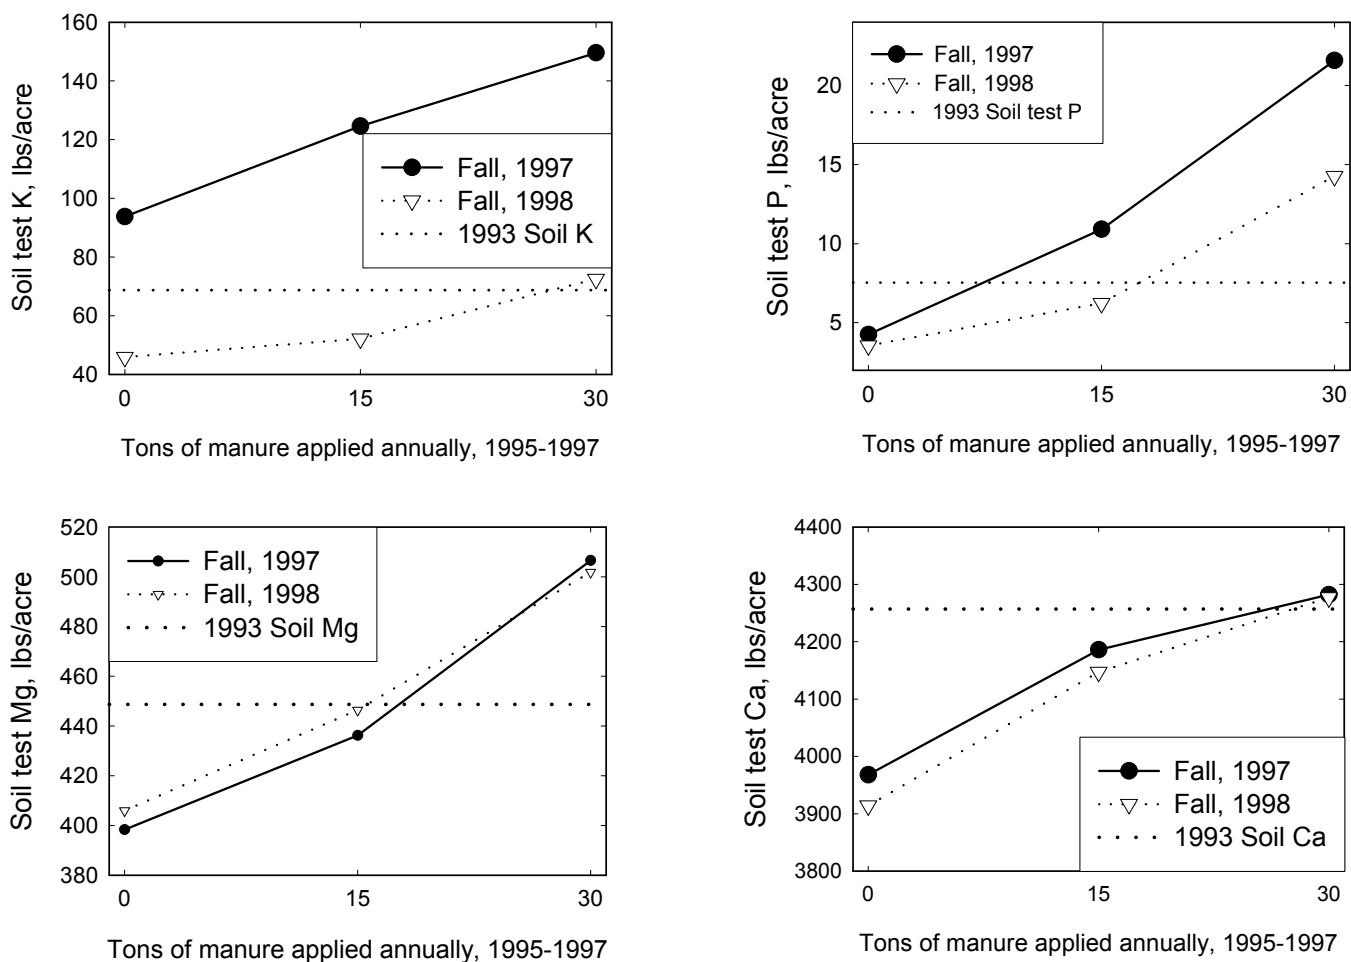 160
140
120
100
80
60
40
Soil test K, lbs/acre
Fall, 1997
Fall, 1998
1993 Soil K
0 15 30
Tons of manure applied annually, 1995-1997
20
15
10
5
Soil test P, lbs/acre
Fall, 1997
Fall, 1998
1993 Soil test P
0 15 30
Tons of manure applied annually, 1995-1997
520
500
480
460
440
420
400
380
Soil test Mg, lbs/acre
Fall, 1997
Fall, 1998
1993 Soil Mg
0 15 30
Tons of manure applied annually, 1995-1997
4400
4300
4200
4100
4000
3900
3800
Soil test Ca, lbs/acre
Fall, 1997
Fall, 1998
1993 Soil Ca
0 15 30
Tons of manure applied annually, 1995-1997